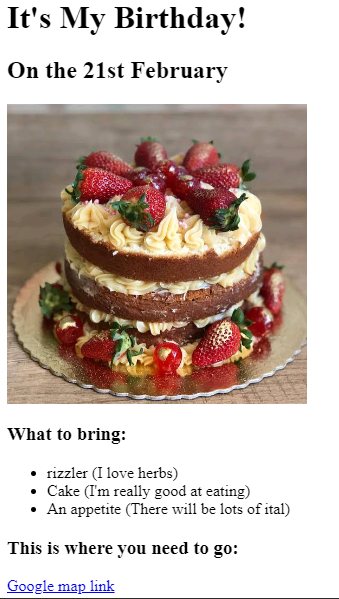 It's My Birthday!
On the 21st February
What to bring:
rizzler (I love herbs)
Cake (I'm really good at eating)
An appetite (There will be lots of ital)
This is where you need to go:
Google map link